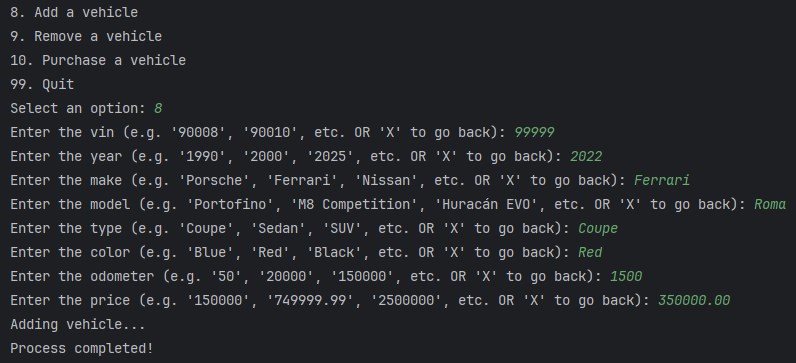 8. Add a vehicle
9. Remove a vehicle
10. Purchase a vehicle
99. Quit
Select an option: 8
Enter the vin (e.g. '90008', '90010', etc. OR 'X' to go back): 99999
Enter the year (e.g. '1990', '2000', '2025', etc. OR 'X' to go back): 2022
Enter the make (e.g. 'Porsche', 'Ferrari', 'Nissan', etc. OR 'X' to go back): Ferrari
Enter the model (e.g. 'Portofino', 'M8 Competition', 'Huracán EVO', etc. OR 'X' to go back): Roma
Enter the type (e.g. 'Coupe', 'Sedan', 'SUV', etc. OR 'X' to go back): Coupe
Enter the color (e.g. 'Blue', 'Red', 'Black', etc. OR 'X' to go back): Red
Enter the odometer (e.g. '50', '20000', '150000', etc. OR 'X' to go back): 1500
Enter the price (e.g. '150000', '749999.99', '2500000', etc. OR 'X' to go back): 350000.00
Adding vehicle...
Process completed!